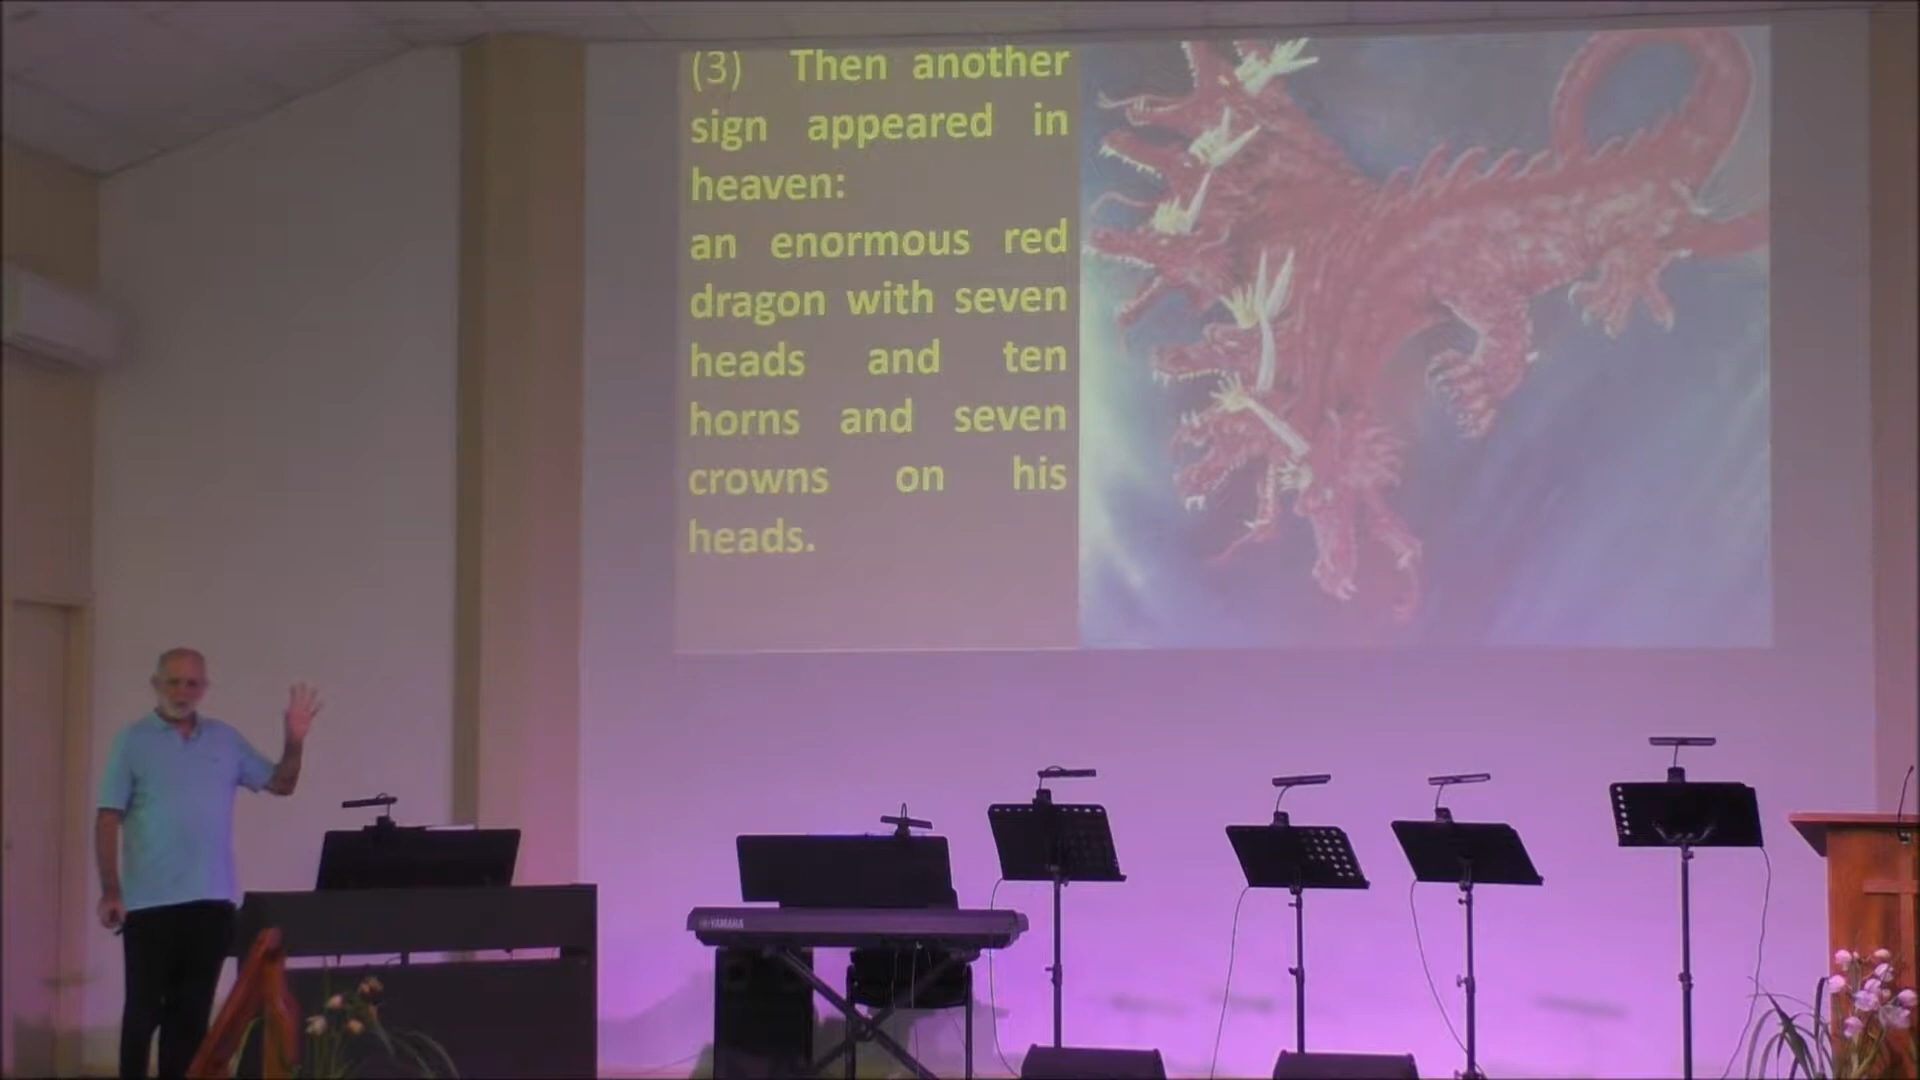 (3) Then another
sign appeared in
heaven:
an enormous red
dragon with seven
heads and ten
horns and seven
crowns on his
heads.
YAMAHA